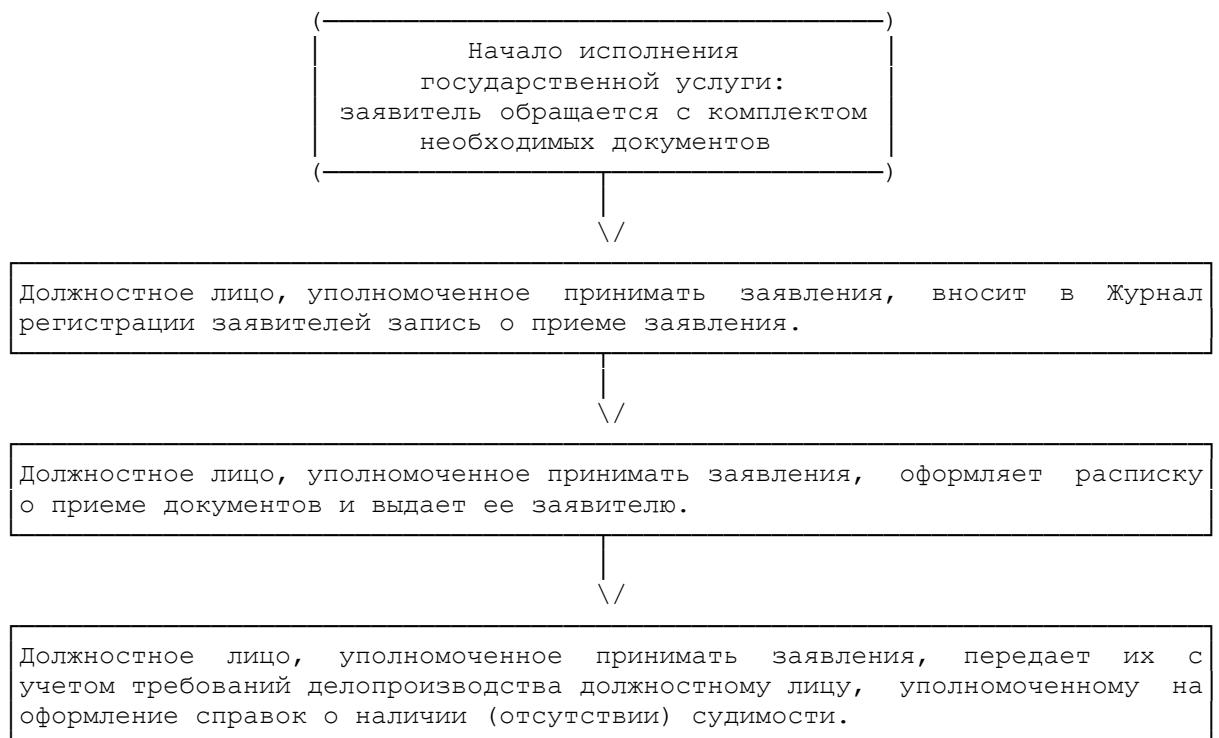 Начало исполнения
государственной услуги:
заявитель обращается с комплектом
необходимых документов
Должностное лицо, уполномоченное принимать заявления, вносит в Журнал
регистрации заявителей запись о приеме заявления.
Должностное лицо, уполномоченное принимать заявления, оформляет расписку
о приеме документов и выдает ее заявителю.
Должностное лицо, уполномоченное принимать заявления, передает их с
учетом требований делопроизводства должностному лицу, уполномоченному на
оформление справок о наличии (отсутствии) судимости.